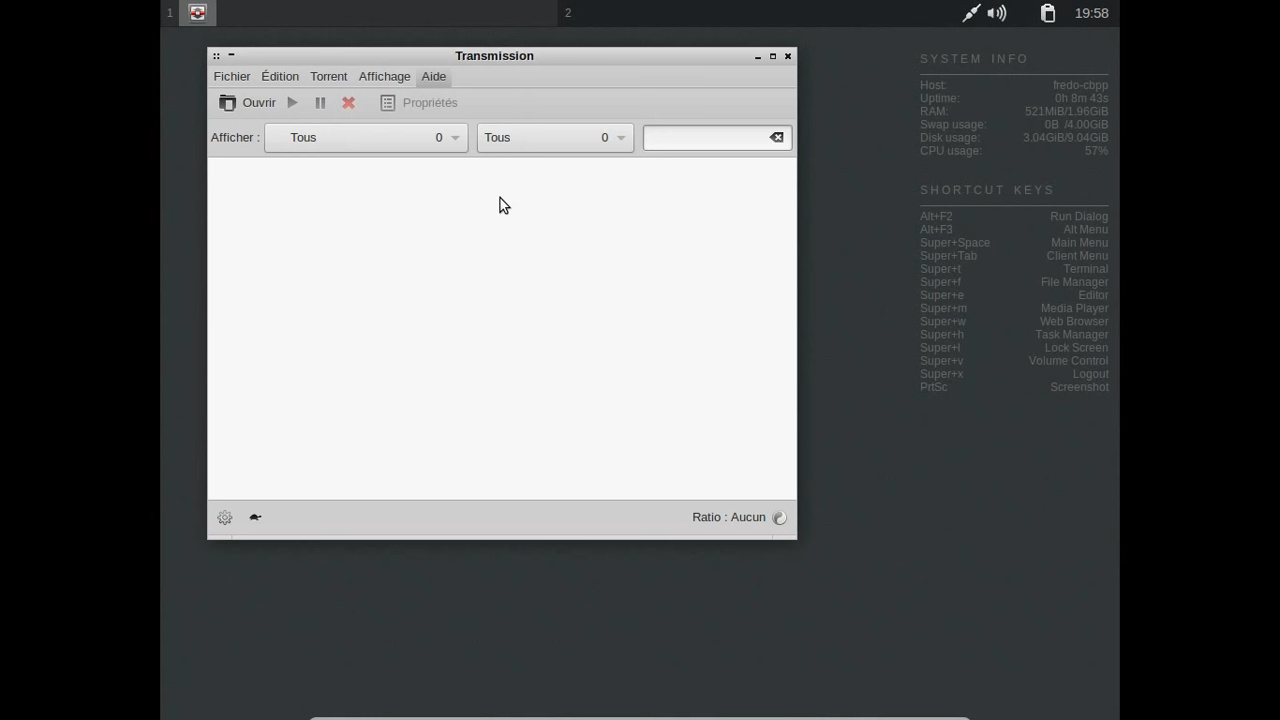 1
2
19:58
Transmission
Fichier Édition Torrent Affichage Aide
Ouvrir Propriétés
Afficher : Tous 0 Tous 0
Ratio : Aucun
SYSTEM INFO
Host: fredo-cbpp
Uptime: 0h 8m 43s
RAM: 521MiB/1.96GiB
Swap usage: 0B /4.00GiB
Disk usage: 3.04GiB/9.04GiB
CPU usage: 57%
SHORTCUT KEYS
Alt+F2 Run Dialog
Alt+F3 Alt Menu
Super+Space Main Menu
Super+Tab Client Menu
Super+t Terminal
Super+f File Manager
Super+e Editor
Super+m Media Player
Super+w Web Browser
Super+h Task Manager
Super+l Lock Screen
Super+v Volume Control
Super+x Logout
PrtSc Screenshot